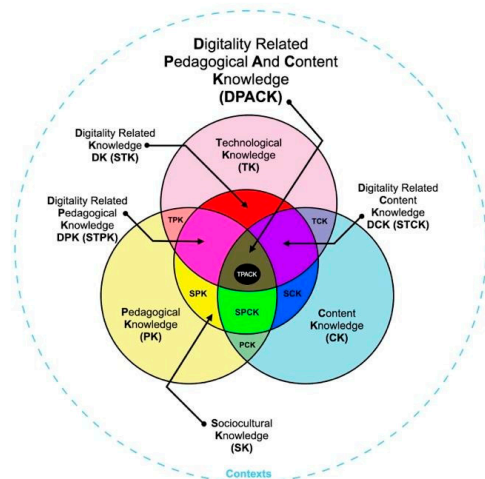 Digitality Related
Pedagogical And Content
Knowledge
(DPACK)
Digitality Related
Knowledge
DK (STK)
Technological
Knowledge
(TK)
Digitality Related
Pedagogical
Knowledge
DPK (STPK)
Digitality Related
Content
Knowledge
DCK (STCK)
TPK
TCK
TPACK
SPK
SCK
SPCK
PCK
Pedagogical
Knowledge
(PK)
Content
Knowledge
(CK)
Sociocultural
Knowledge
(SK)
Contexts